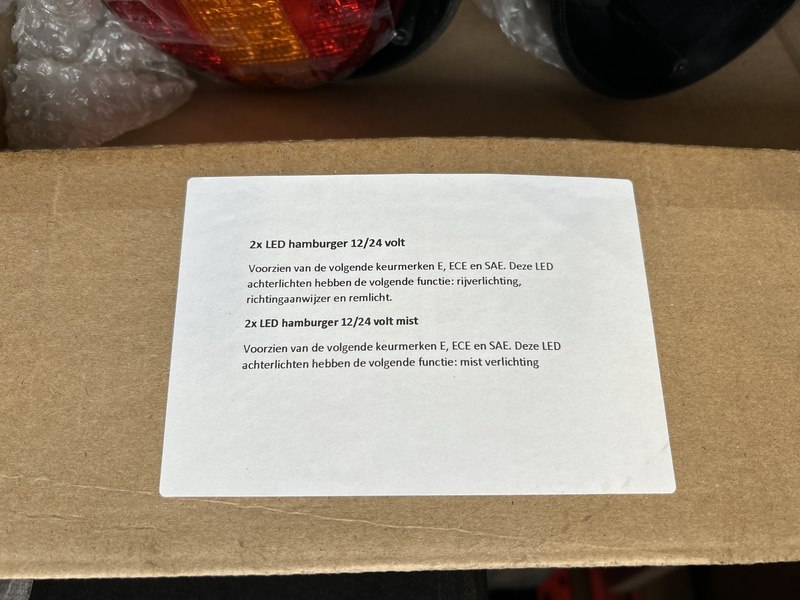 2x LED hamburger 12/24 volt
Voorzien van de volgende keurmerken E, ECE en SAE. Deze LED
achterlichten hebben de volgende functie: rijverlichting,
richtingaanwijzer en remlicht.
2x LED hamburger 12/24 volt mist
Voorzien van de volgende keurmerken E, ECE en SAE. Deze LED
achterlichten hebben de volgende functie: mist verlichting